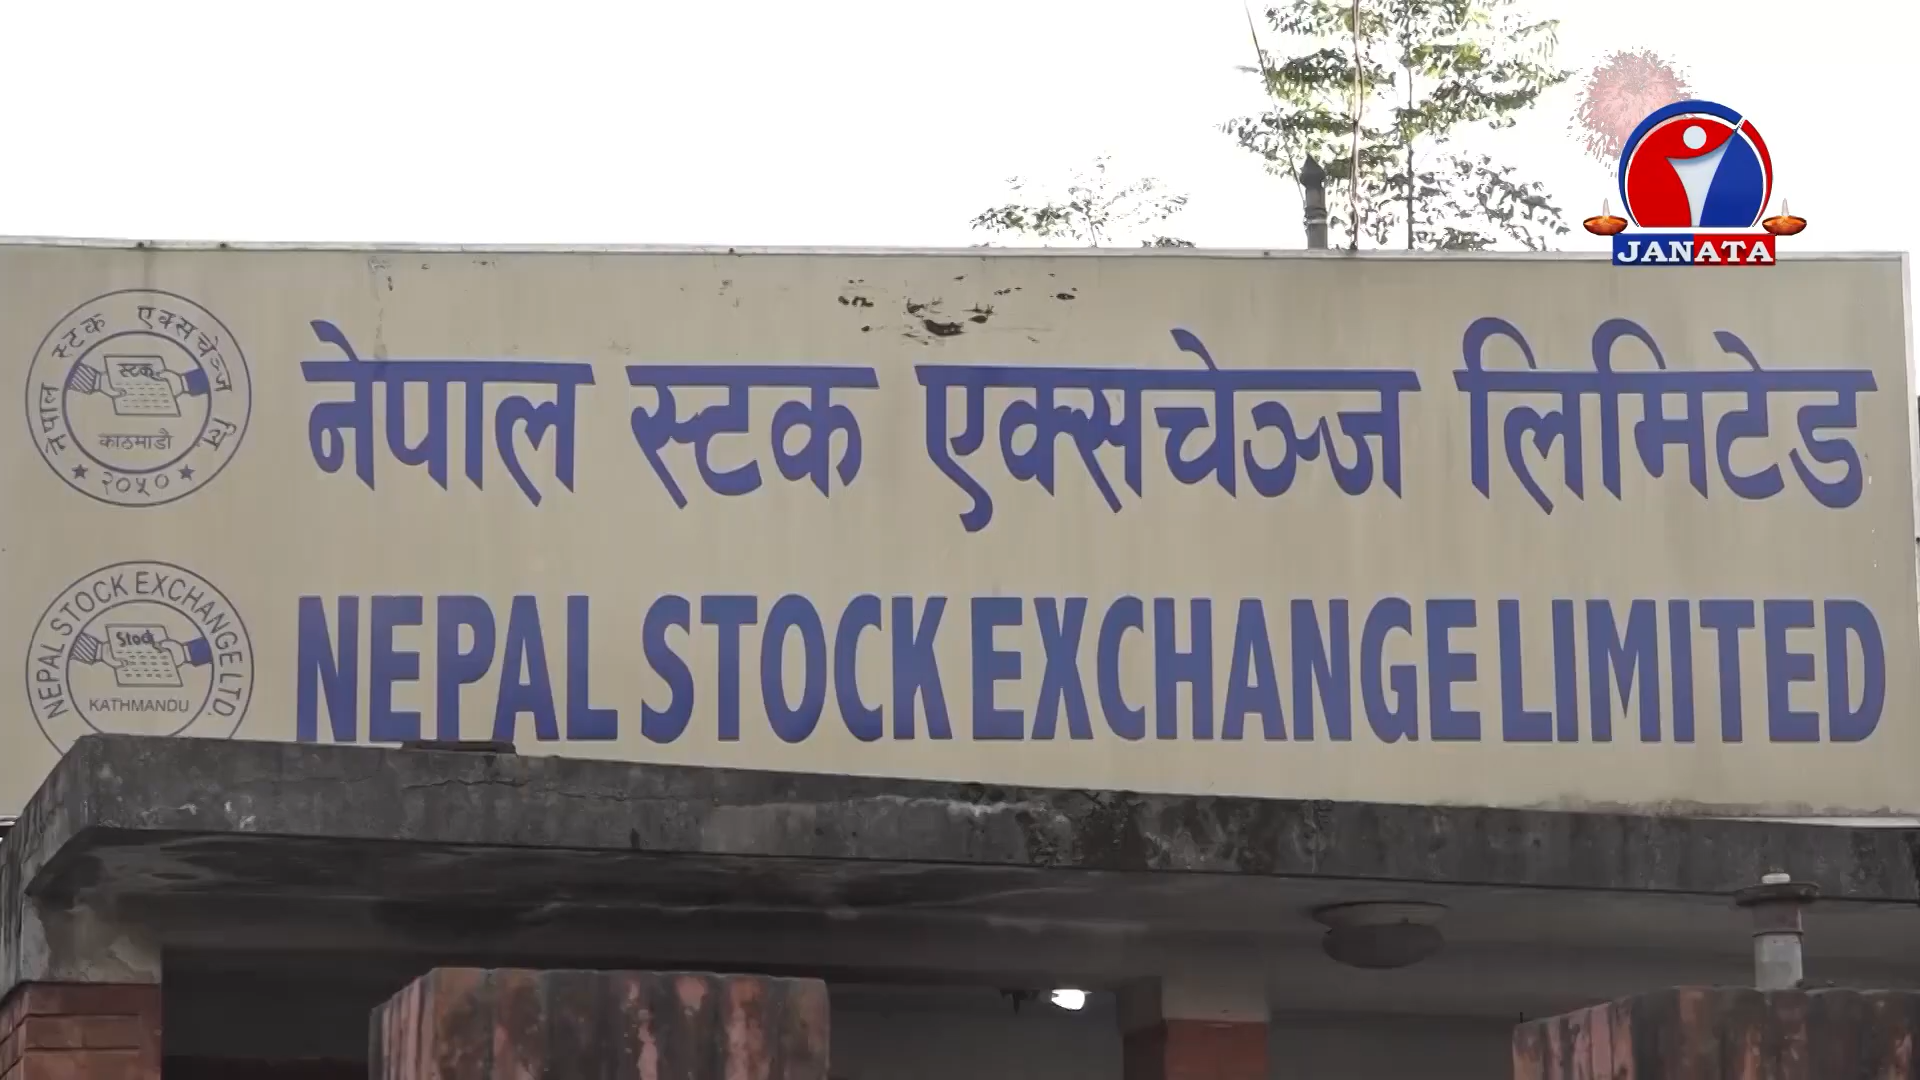 JANATA
नेपाल स्टक एक्सचेञ्ज लि.
स्टक
काठमाडौं
★ २०५० ★
नेपाल स्टक एक्सचेञ्ज लिमिटेड
NEPAL STOCK EXCHANGE LTD.
Stock
KATHMANDU
NEPAL STOCK EXCHANGE LIMITED